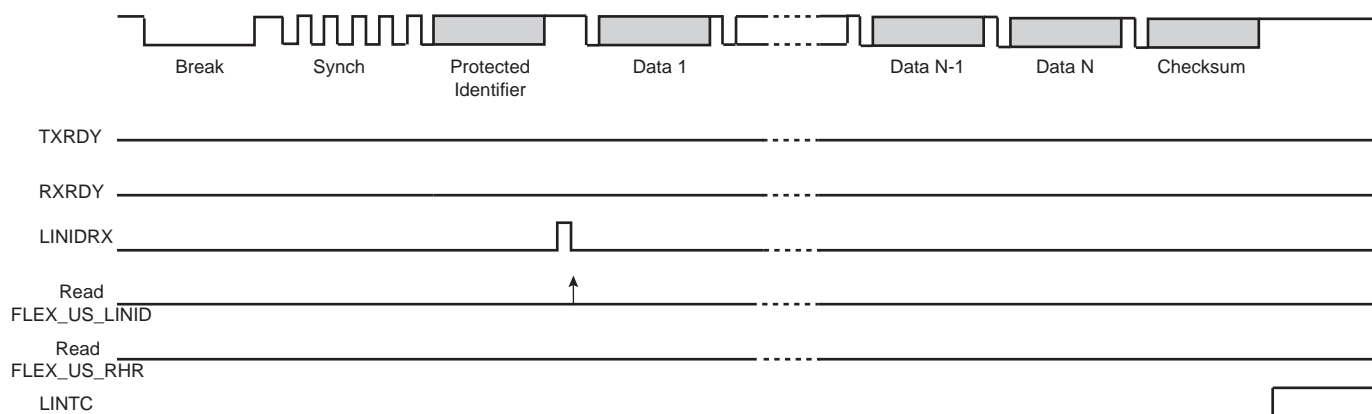 Break Synch Protected Data 1 Data N-1 Data N Checksum
Identifier
TXRDY
RXRDY
LINIDRX
Read
FLEX_US_LINID
Read
FLEX_US_RHR
LINTC